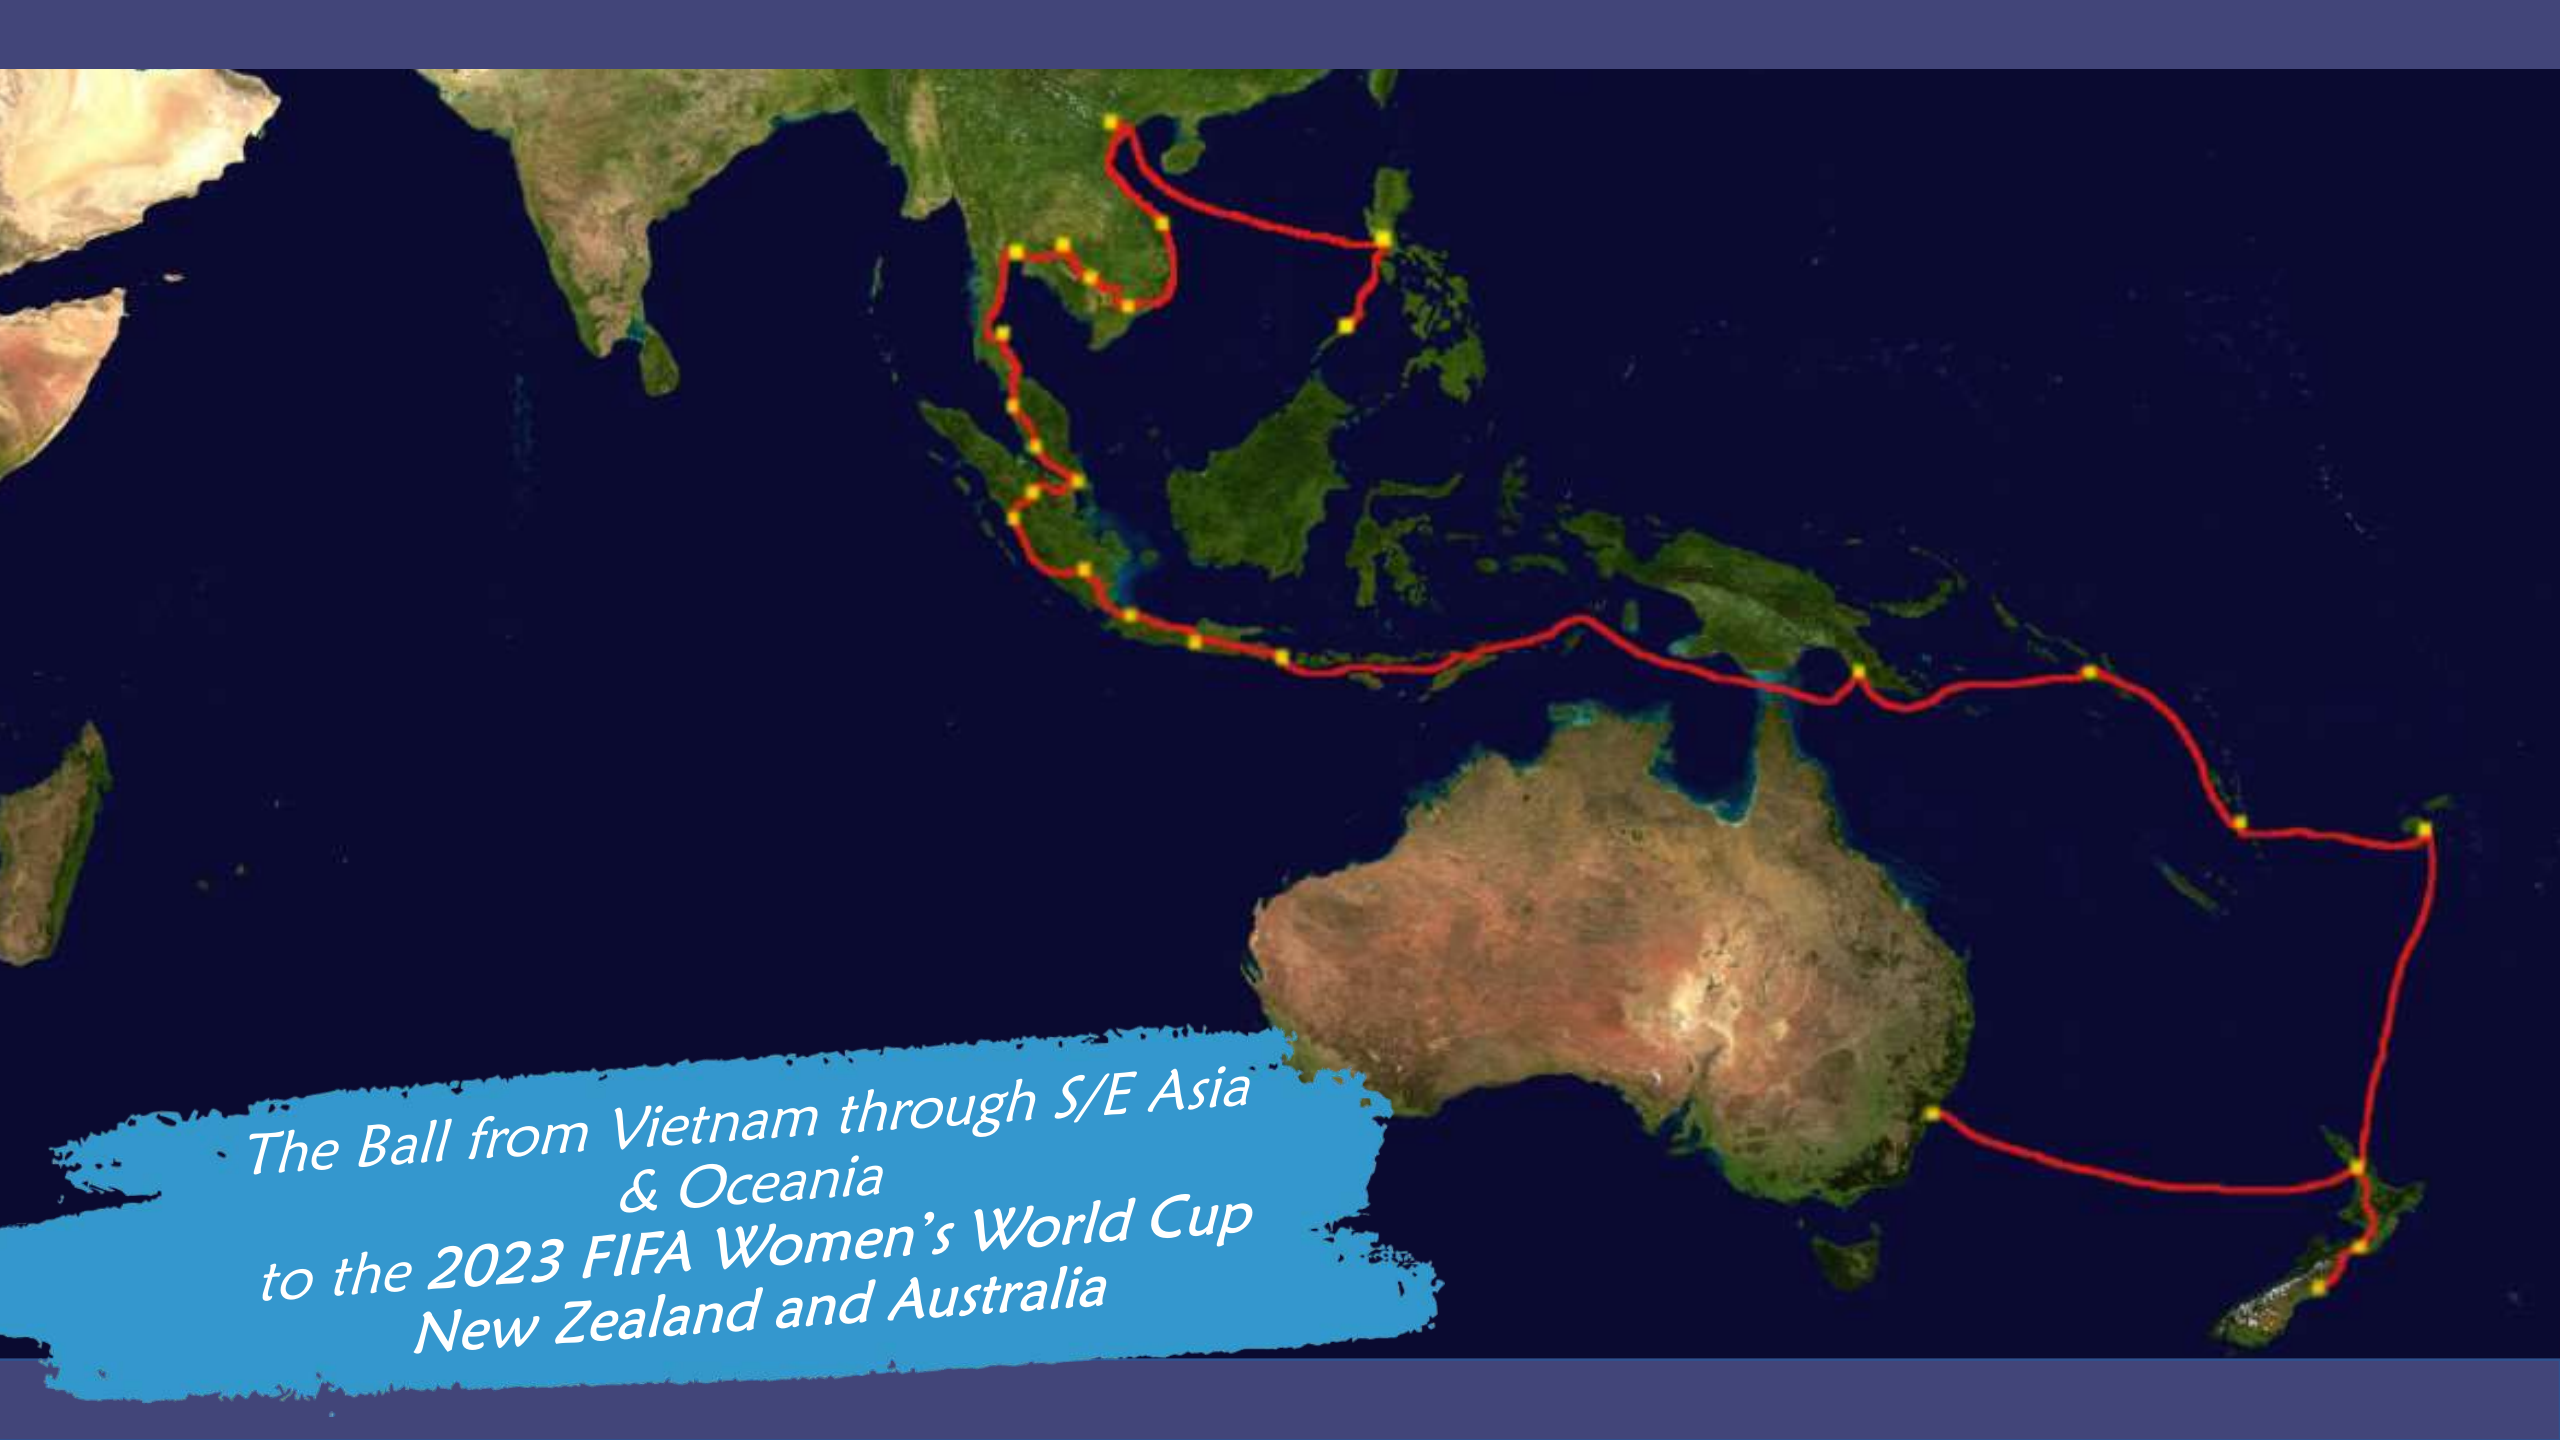 The Ball from Vietnam through S/E Asia
& Oceania
to the 2023 FIFA Women’s World Cup
New Zealand and Australia